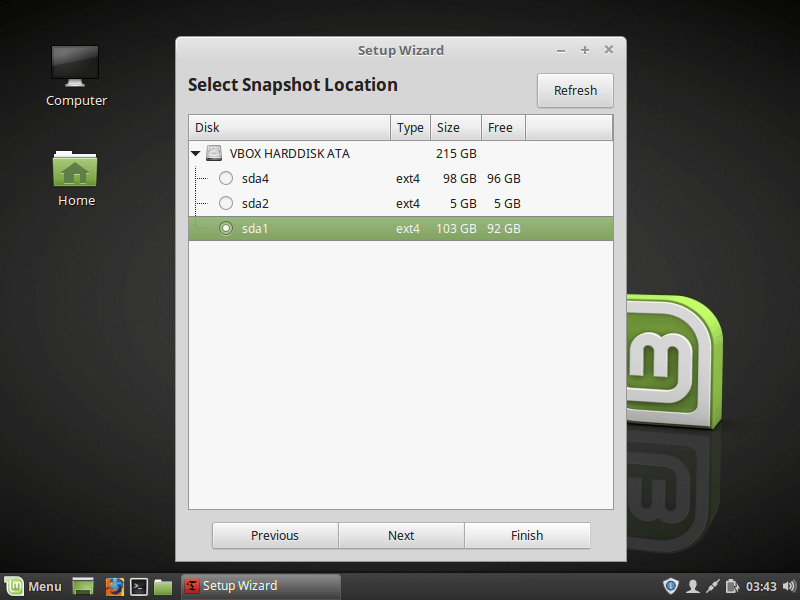 Setup Wizard
Computer
Home
Select Snapshot Location
Refresh
Disk Type Size Free
VBOX HARDDISK ATA 215 GB
sda4 ext4 98 GB 96 GB
sda2 ext4 5 GB 5 GB
sda1 ext4 103 GB 92 GB
Previous Next Finish
Menu Setup Wizard 03:43